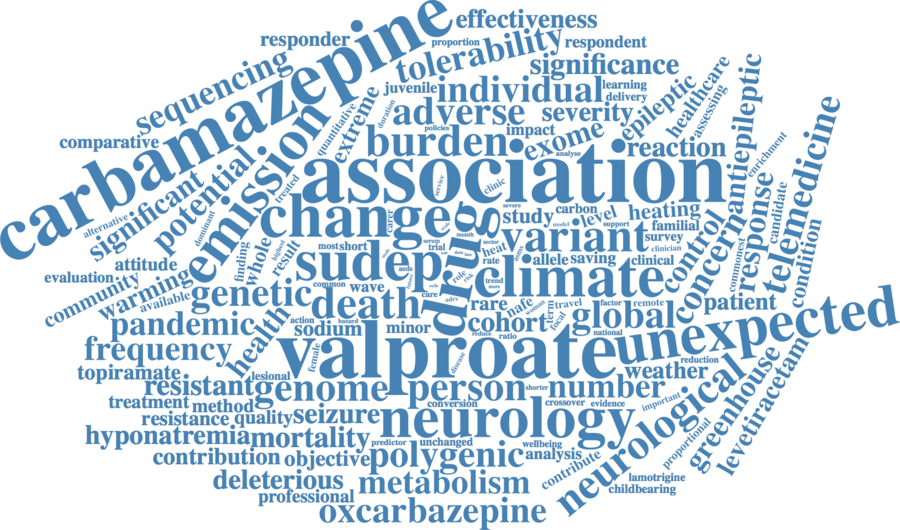 effectiveness
responder
proportion
respondent
carbamazepine
tolerability
significance
sequencing
juvenile
individual
learning
delivery
healthcare
epileptic
assessing
antiepileptic
extreme
duration
quantitative
adverse
severity
comparative
policies
burden
impact
exome
analyse
reaction
enrichment
telemedicine
emission
treated
association
potential
significant
alternative
dominant
service
clinic
severe
change
career
drug
study
carbon
model
level
support
heating
familial
control
concern
response
candidate
condition
commonest
whole
finding
result
highest
most
short
serum
trial
month
sector
heat
variant
survey
clinician
attitude
sudep
rate
allele
saving
clinical
evaluation
community
warming
available
genetic
common
wave
aeds
care
adrs
role
risk
trend
climate
rare
safe
woman
travel
term
focal
factor
remote
global
patient
death
pandemic
health
action
hazard
sodium
minor
cohort
reduce
ratio
national
unexpected
frequency
female
valproate
disease
topiramate
lesional
resistant
genome
person
shorter
number
weather
reduction
treatment
method
conversion
crossover
evidence
important
neurological
greenhouse
levetiracetam
resistance
quality
seizure
neurology
hyponatremia
mortality
predictor
unchanged
wellbeing
proportional
contribution
objective
polygenic
analysis
contribute
deleterious
metabolism
lamotrigine
childbearing
professional
oxcarbazepine